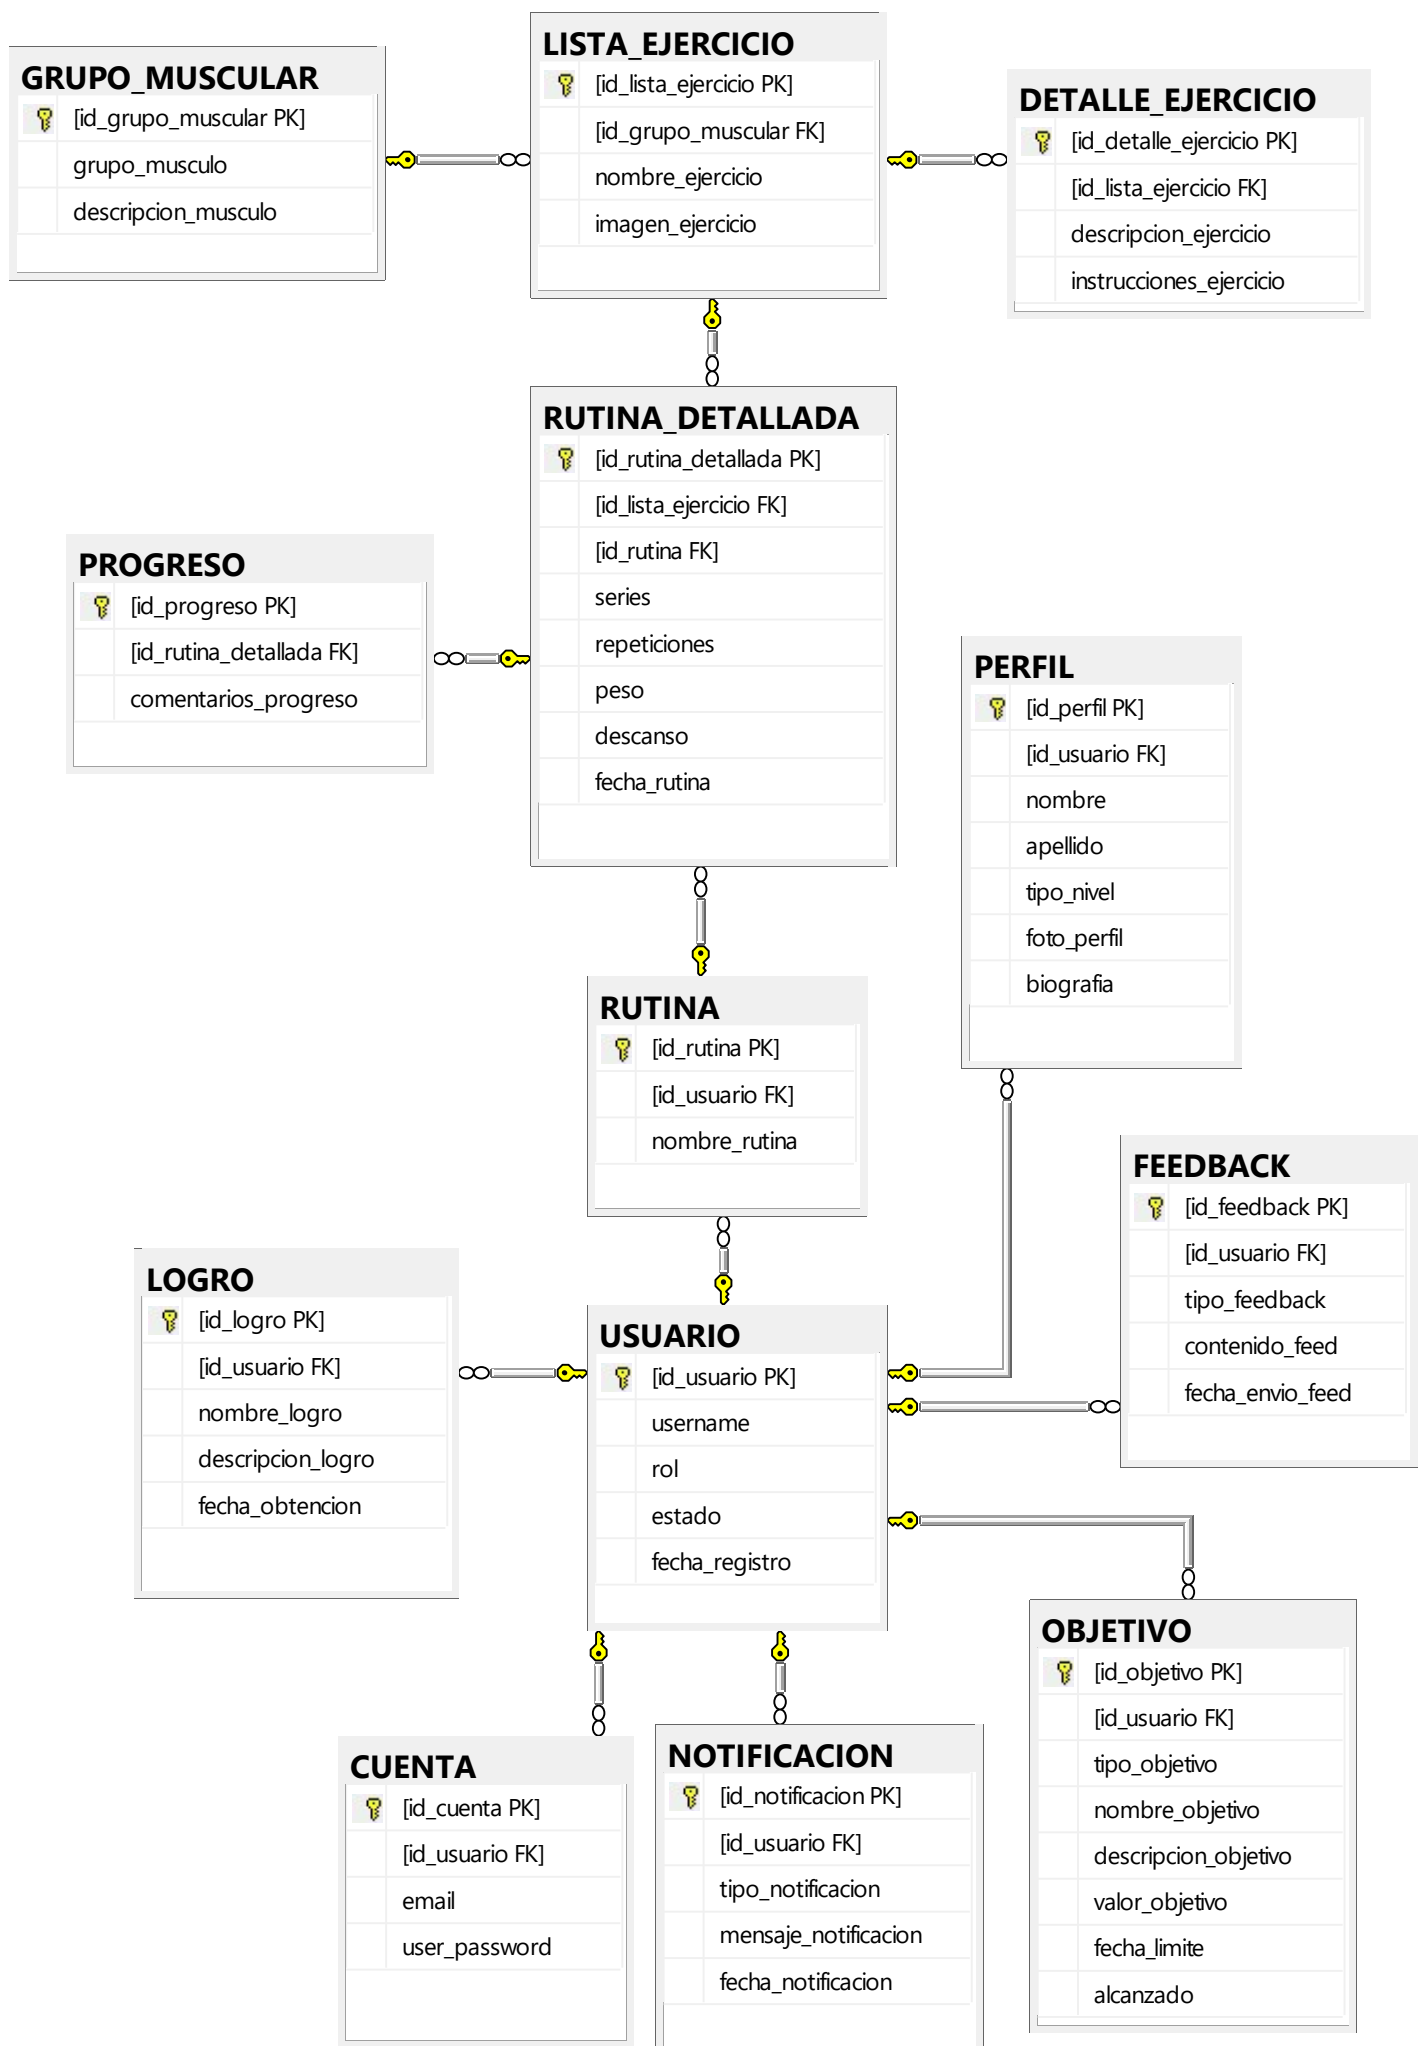 GRUPO_MUSCULAR
[id_grupo_muscular PK]
grupo_musculo
descripcion_musculo
LISTA_EJERCICIO
[id_lista_ejercicio PK]
[id_grupo_muscular FK]
nombre_ejercicio
imagen_ejercicio
DETALLE_EJERCICIO
[id_detalle_ejercicio PK]
[id_lista_ejercicio FK]
descripcion_ejercicio
instrucciones_ejercicio
RUTINA_DETALLADA
[id_rutina_detallada PK]
[id_lista_ejercicio FK]
[id_rutina FK]
series
repeticiones
peso
descanso
fecha_rutina
PROGRESO
[id_progreso PK]
[id_rutina_detallada FK]
comentarios_progreso
PERFIL
[id_perfil PK]
[id_usuario FK]
nombre
apellido
tipo_nivel
foto_perfil
biografia
RUTINA
[id_rutina PK]
[id_usuario FK]
nombre_rutina
FEEDBACK
[id_feedback PK]
[id_usuario FK]
tipo_feedback
contenido_feed
fecha_envio_feed
LOGRO
[id_logro PK]
[id_usuario FK]
nombre_logro
descripcion_logro
fecha_obtencion
USUARIO
[id_usuario PK]
username
rol
estado
fecha_registro
OBJETIVO
[id_objetivo PK]
[id_usuario FK]
tipo_objetivo
nombre_objetivo
descripcion_objetivo
valor_objetivo
fecha_limite
alcanzado
CUENTA
[id_cuenta PK]
[id_usuario FK]
email
user_password
NOTIFICACION
[id_notificacion PK]
[id_usuario FK]
tipo_notificacion
mensaje_notificacion
fecha_notificacion